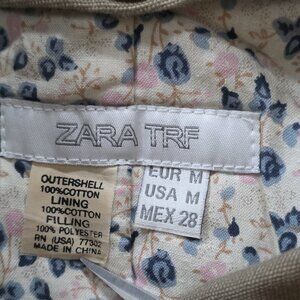 ZARA TRF
EUR M
USA M
MEX 28
OUTERSHELL
100%COTTON
LINING
100%COTTON
FILLING
100% POLYESTER
RN (USA) 77302
MADE IN CHINA